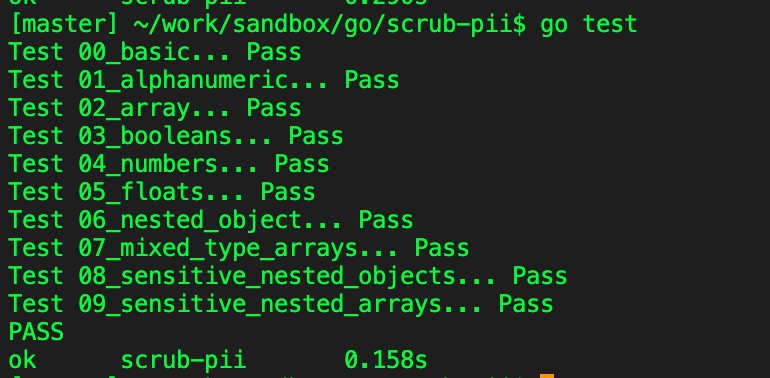 ok scrub-pii 0.290s
[master] ~/work/sandbox/go/scrub-pii$ go test
Test 00_basic... Pass
Test 01_alphanumeric... Pass
Test 02_array... Pass
Test 03_booleans... Pass
Test 04_numbers... Pass
Test 05_floats... Pass
Test 06_nested_object... Pass
Test 07_mixed_type_arrays... Pass
Test 08_sensitive_nested_objects... Pass
Test 09_sensitive_nested_arrays... Pass
PASS
ok scrub-pii 0.158s